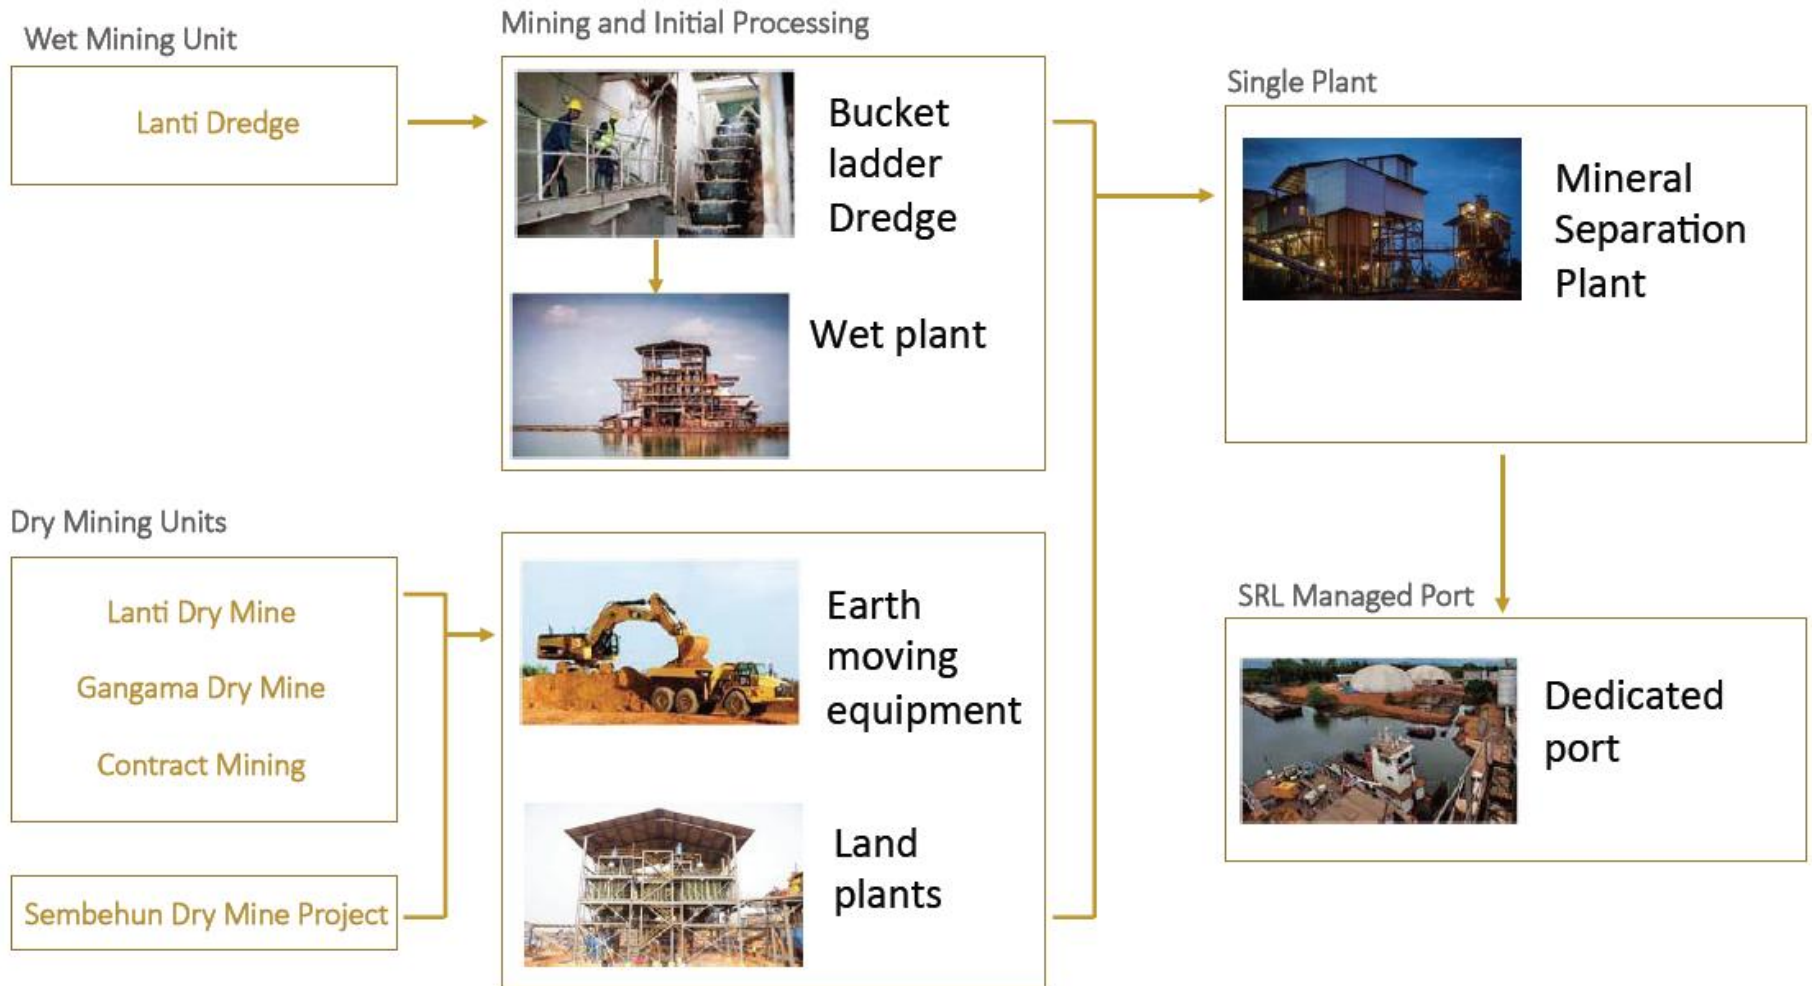 Wet Mining Unit
Lanti Dredge
Mining and Initial Processing
Bucket
ladder
Dredge
Wet plant
Single Plant
Mineral
Separation
Plant
Dry Mining Units
Lanti Dry Mine
Gangama Dry Mine
Contract Mining
Sembehun Dry Mine Project
Earth
moving
equipment
Land
plants
SRL Managed Port
Dedicated
port